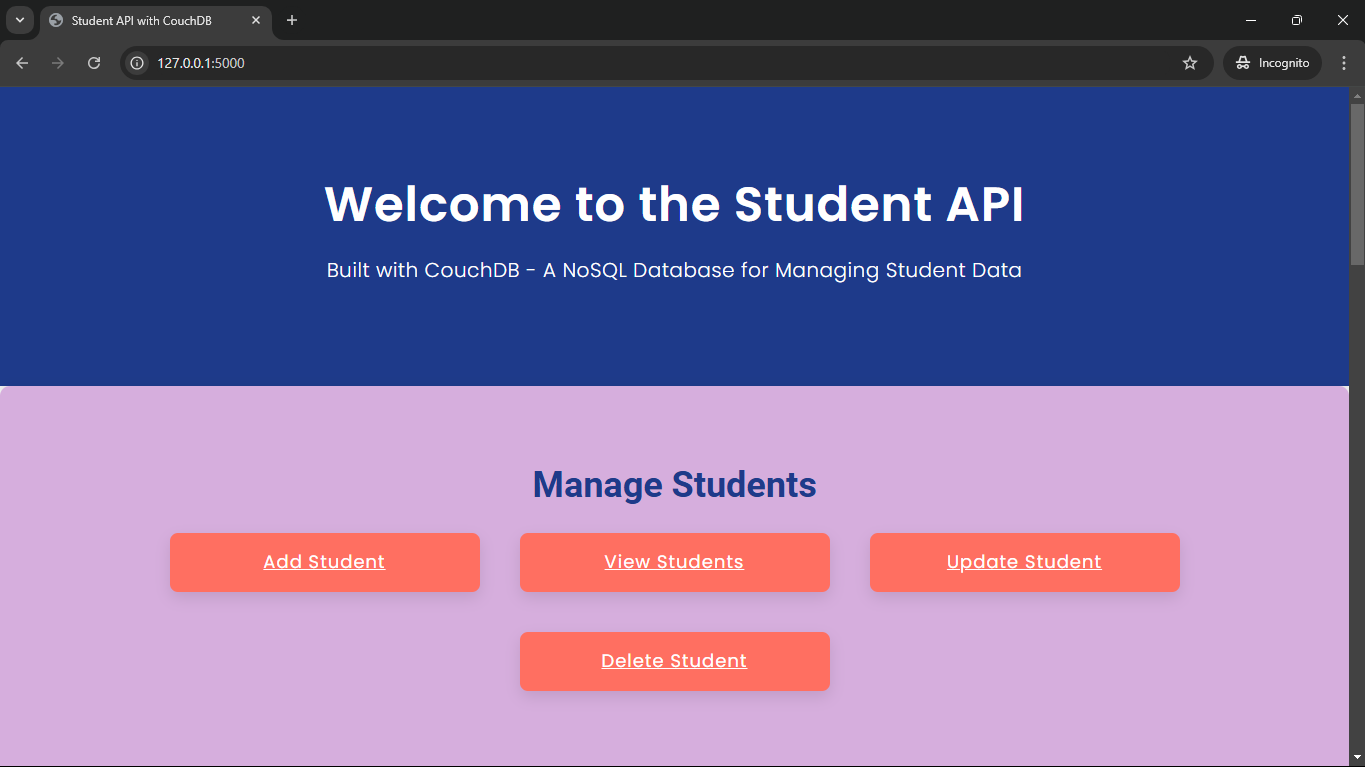 Student API with CouchDB
127.0.0.1:5000
Incognito
Welcome to the Student API
Built with CouchDB - A NoSQL Database for Managing Student Data
Manage Students
Add Student
View Students
Update Student
Delete Student